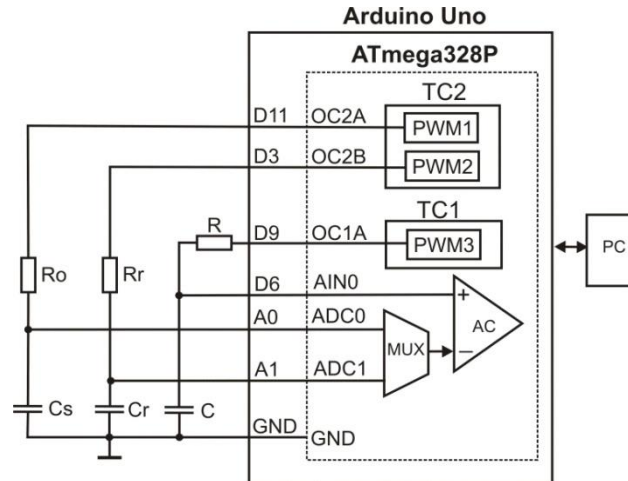 Arduino Uno
ATmega328P
TC2
D11 OC2A
PWM1
D3 OC2B
PWM2
TC1
R
D9 OC1A
PWM3
PC
Ro
Rr
D6 AIN0
+
A0 ADC0
AC
MUX
−
A1 ADC1
Cs
Cr
C
GND
GND